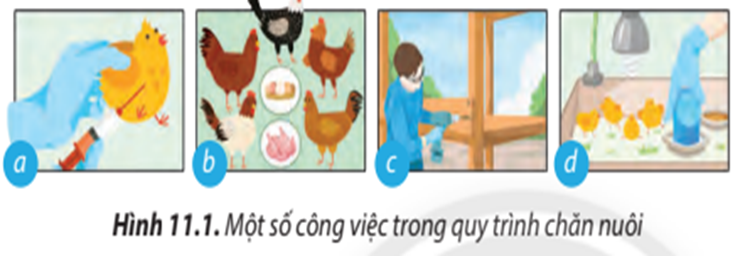 a b c d
Hình 11.1. Một số công việc trong quy trình chăn nuôi